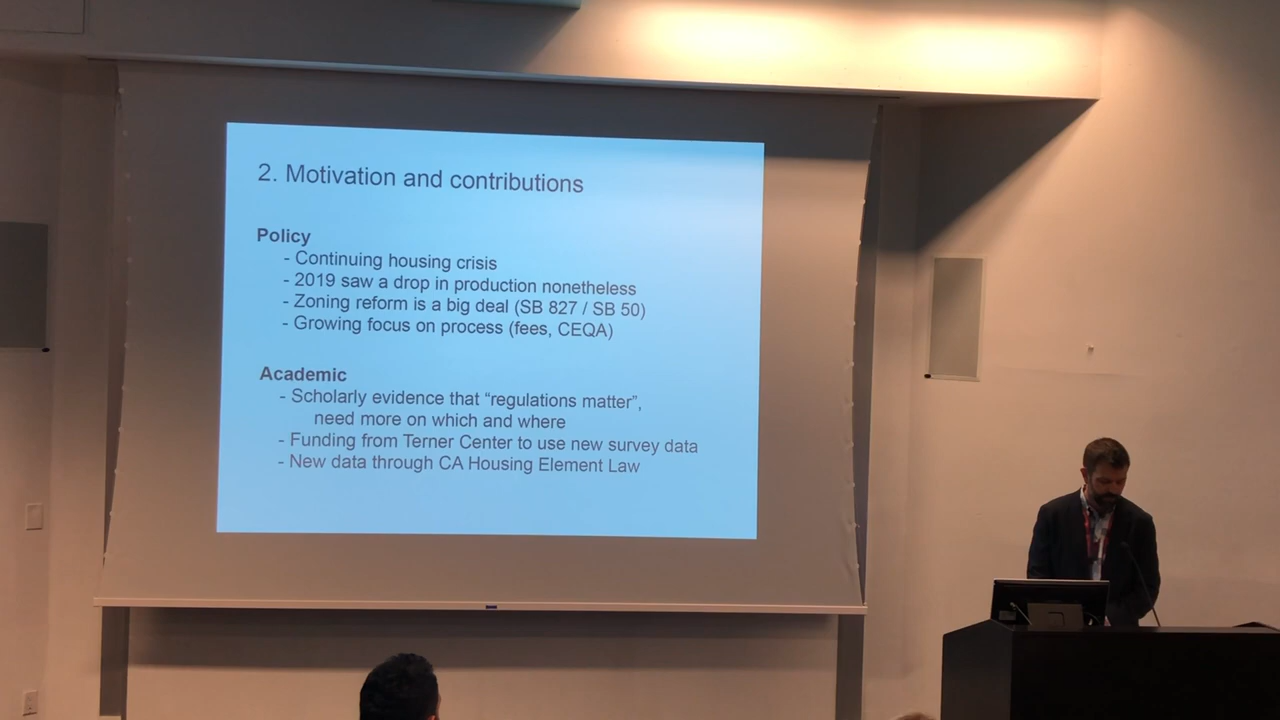 2. Motivation and contributions
Policy
- Continuing housing crisis
- 2019 saw a drop in production nonetheless
- Zoning reform is a big deal (SB 827 / SB 50)
- Growing focus on process (fees, CEQA)
Academic
- Scholarly evidence that “regulations matter”,
need more on which and where
- Funding from Terner Center to use new survey data
- New data through CA Housing Element Law